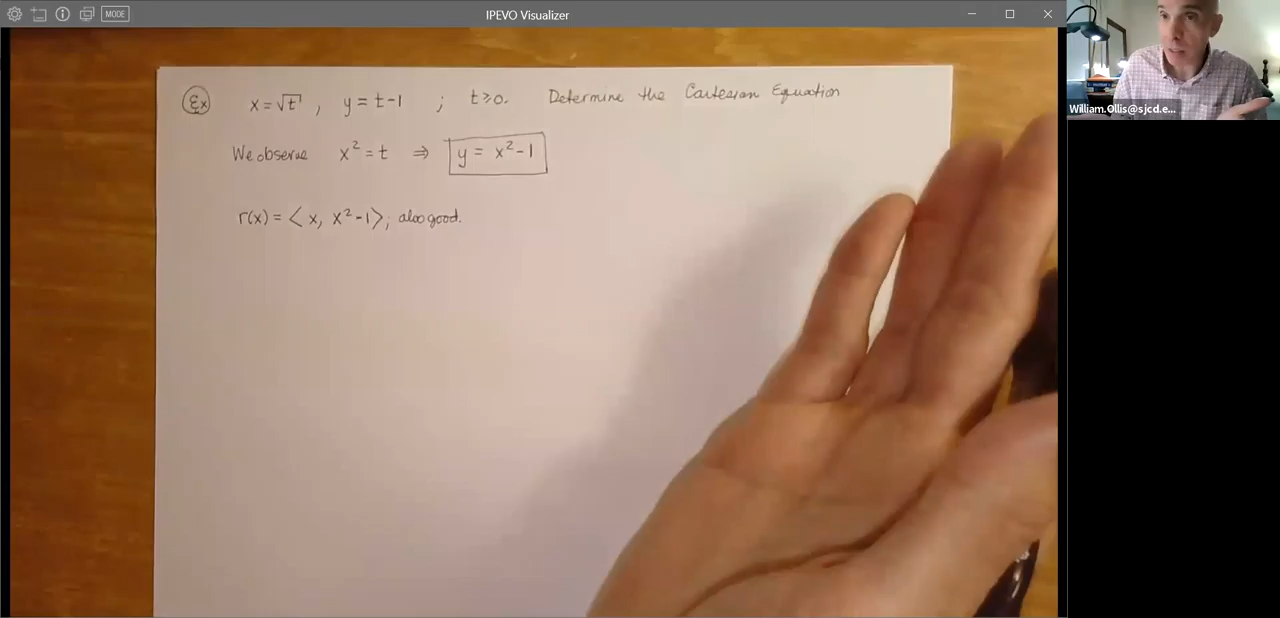 MODE
IPEVO Visualizer
William.Ollis@sjcd.e...
Ex x = √t , y = t-1 ; t≥0. Determine the Cartesian Equation
We observe x² = t ⇒ y = x²-1
r(x) = < x, x²-1>, also good.